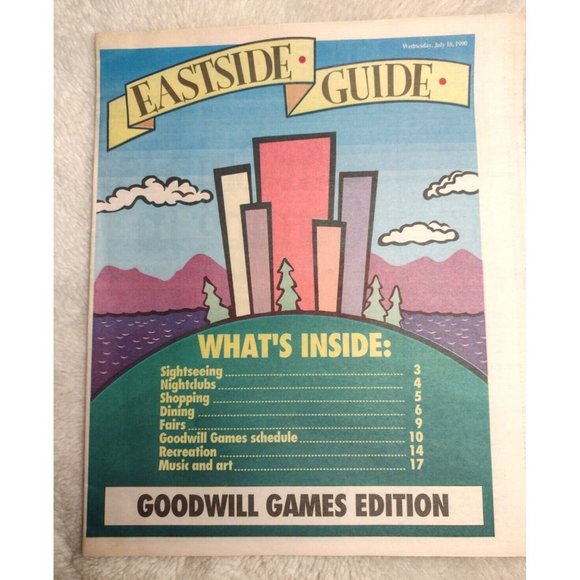 Wednesday, July 18, 1990
EASTSIDE • GUIDE •
WHAT'S INSIDE:
Sightseeing 3
Nightclubs 4
Shopping 5
Dining 6
Fairs 9
Goodwill Games schedule 10
Recreation 14
Music and art 17
GOODWILL GAMES EDITION